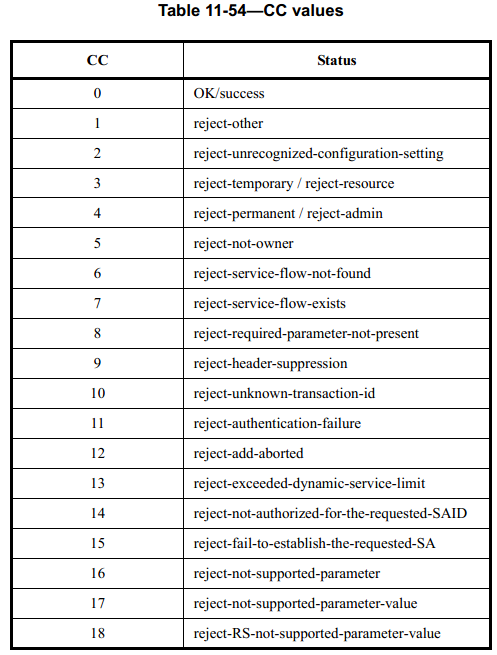 Table 11-54—CC values
CC Status
0 OK/success
1 reject-other
2 reject-unrecognized-configuration-setting
3 reject-temporary / reject-resource
4 reject-permanent / reject-admin
5 reject-not-owner
6 reject-service-flow-not-found
7 reject-service-flow-exists
8 reject-required-parameter-not-present
9 reject-header-suppression
10 reject-unknown-transaction-id
11 reject-authentication-failure
12 reject-add-aborted
13 reject-exceeded-dynamic-service-limit
14 reject-not-authorized-for-the-requested-SAID
15 reject-fail-to-establish-the-requested-SA
16 reject-not-supported-parameter
17 reject-not-supported-parameter-value
18 reject-RS-not-supported-parameter-value